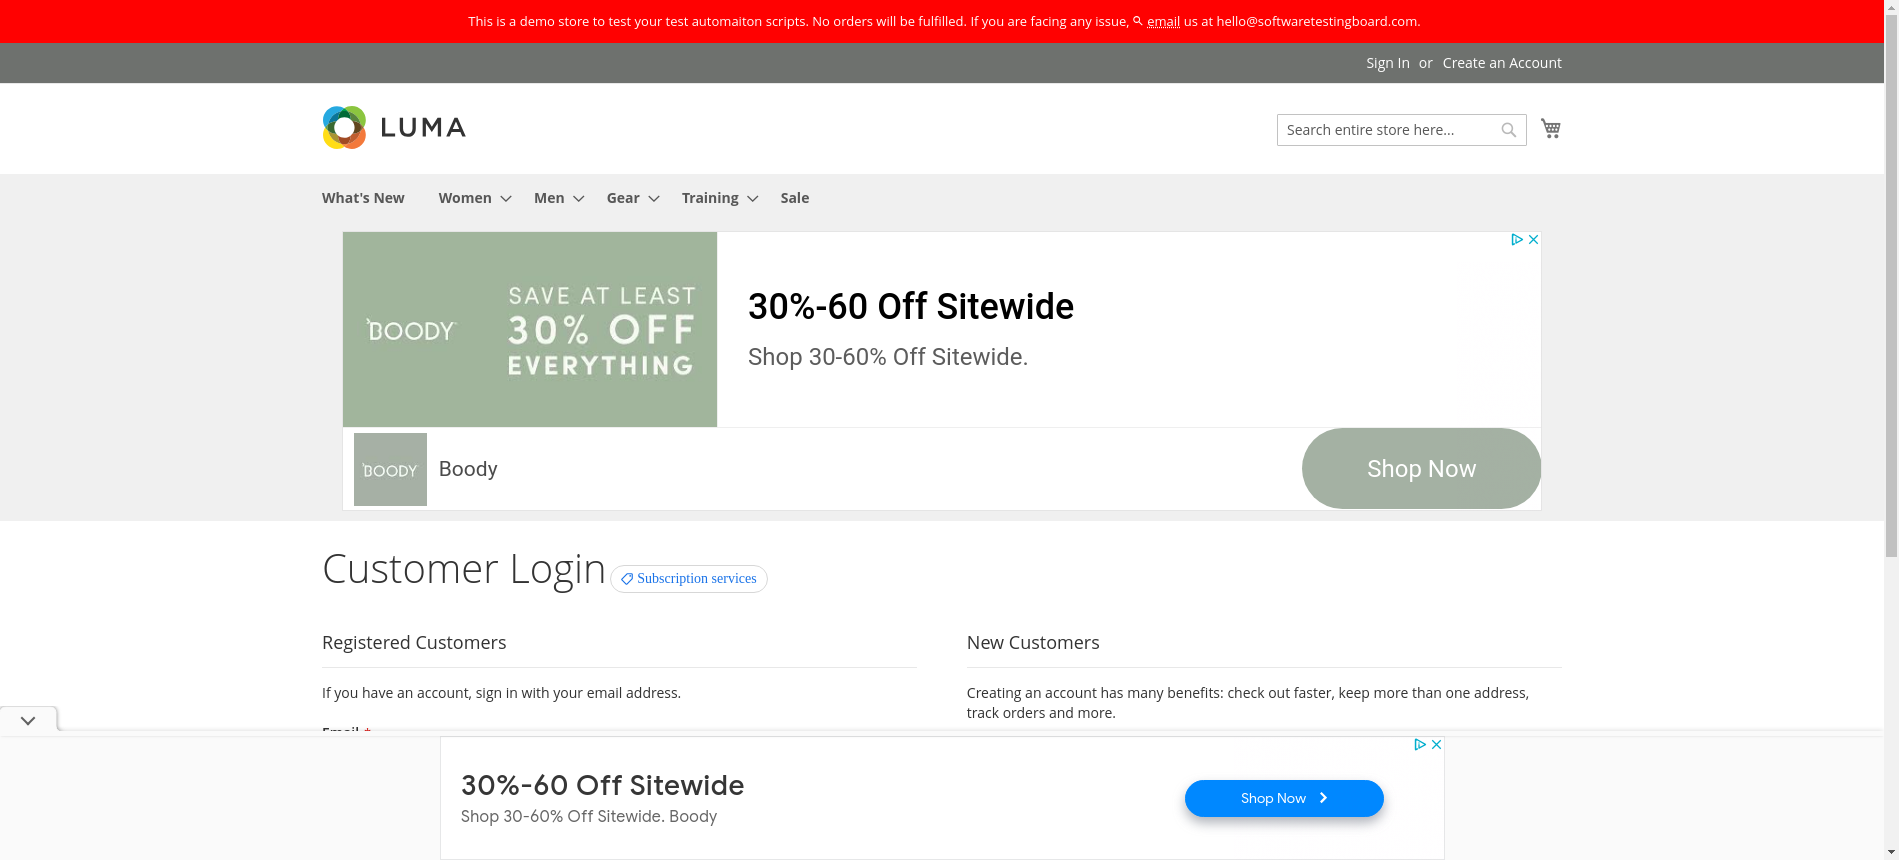 This is a demo store to test your test automaiton scripts. No orders will be fulfilled. If you are facing any issue, email us at hello@softwaretestingboard.com.
Sign In or Create an Account
LUMA
Search entire store here...
What's New Women Men Gear Training Sale
SAVE AT LEAST
BOODY 30% OFF
EVERYTHING
30%-60 Off Sitewide
Shop 30-60% Off Sitewide.
BOODY Boody Shop Now
Customer Login Subscription services
Registered Customers
If you have an account, sign in with your email address.
Email *
New Customers
Creating an account has many benefits: check out faster, keep more than one address,
track orders and more.
30%-60 Off Sitewide
Shop 30-60% Off Sitewide. Boody
Shop Now